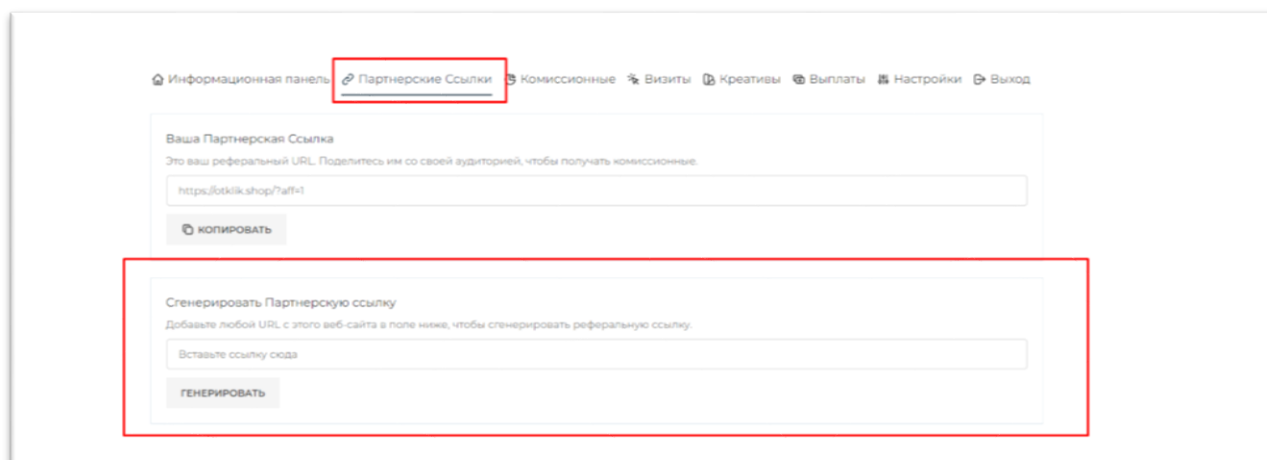 Информационная панель Партнерские Ссылки Комиссионные Визиты Креативы Выплаты Настройки Выход
Ваша Партнерская Ссылка
Это ваш реферальный URL. Поделитесь им со своей аудиторией, чтобы получать комиссионные.
https://otklik.shop/?aff=1
КОПИРОВАТЬ
Сгенерировать Партнерскую ссылку
Добавьте любой URL с этого веб-сайта в поле ниже, чтобы сгенерировать реферальную ссылку.
Вставьте ссылку сюда
ГЕНЕРИРОВАТЬ